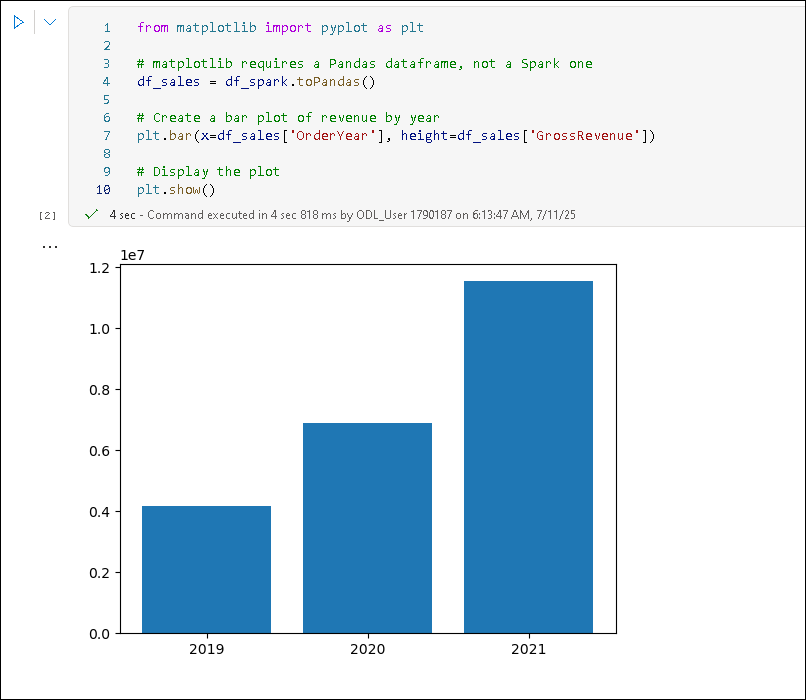 1 from matplotlib import pyplot as plt
2
3 # matplotlib requires a Pandas dataframe, not a Spark one
4 df_sales = df_spark.toPandas()
5
6 # Create a bar plot of revenue by year
7 plt.bar(x=df_sales['OrderYear'], height=df_sales['GrossRevenue'])
8
9 # Display the plot
10 plt.show()
[2] 4 sec - Command executed in 4 sec 818 ms by ODL_User 1790187 on 6:13:47 AM, 7/11/25
...
1e7
1.2
1.0
0.8
0.6
0.4
0.2
0.0
2019 2020 2021